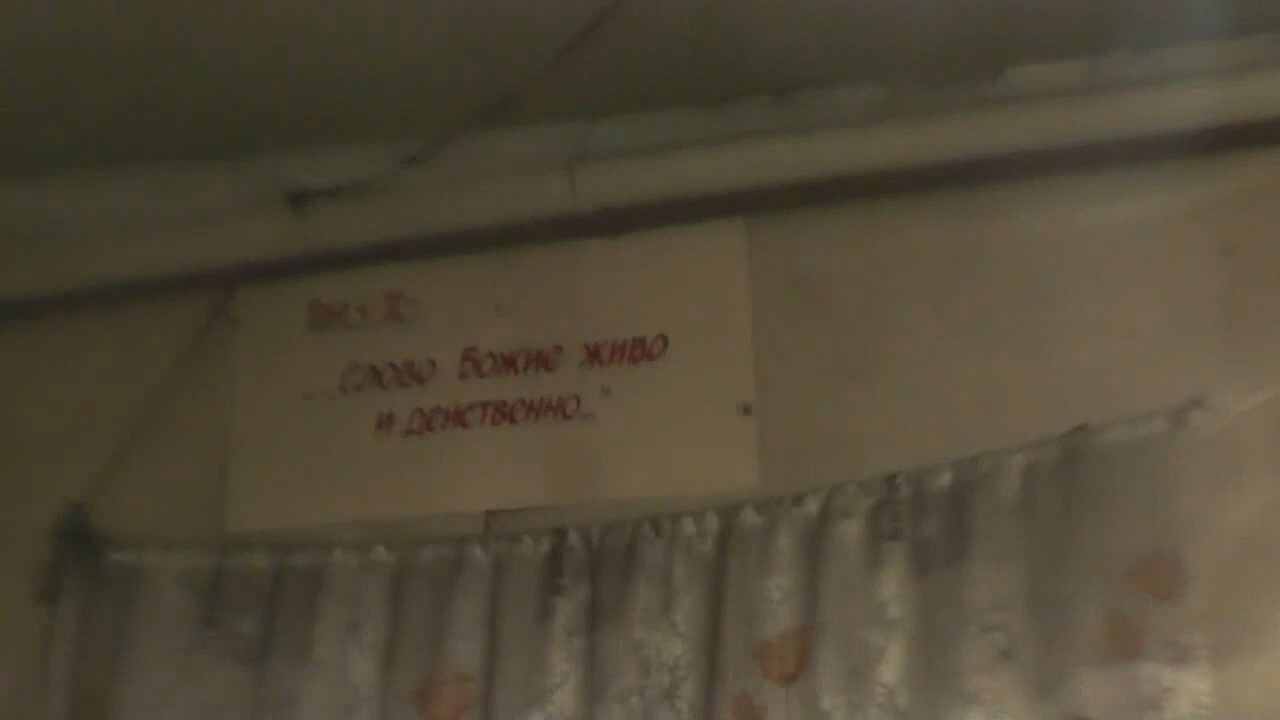 „...слово Божие живо
и действенно..."